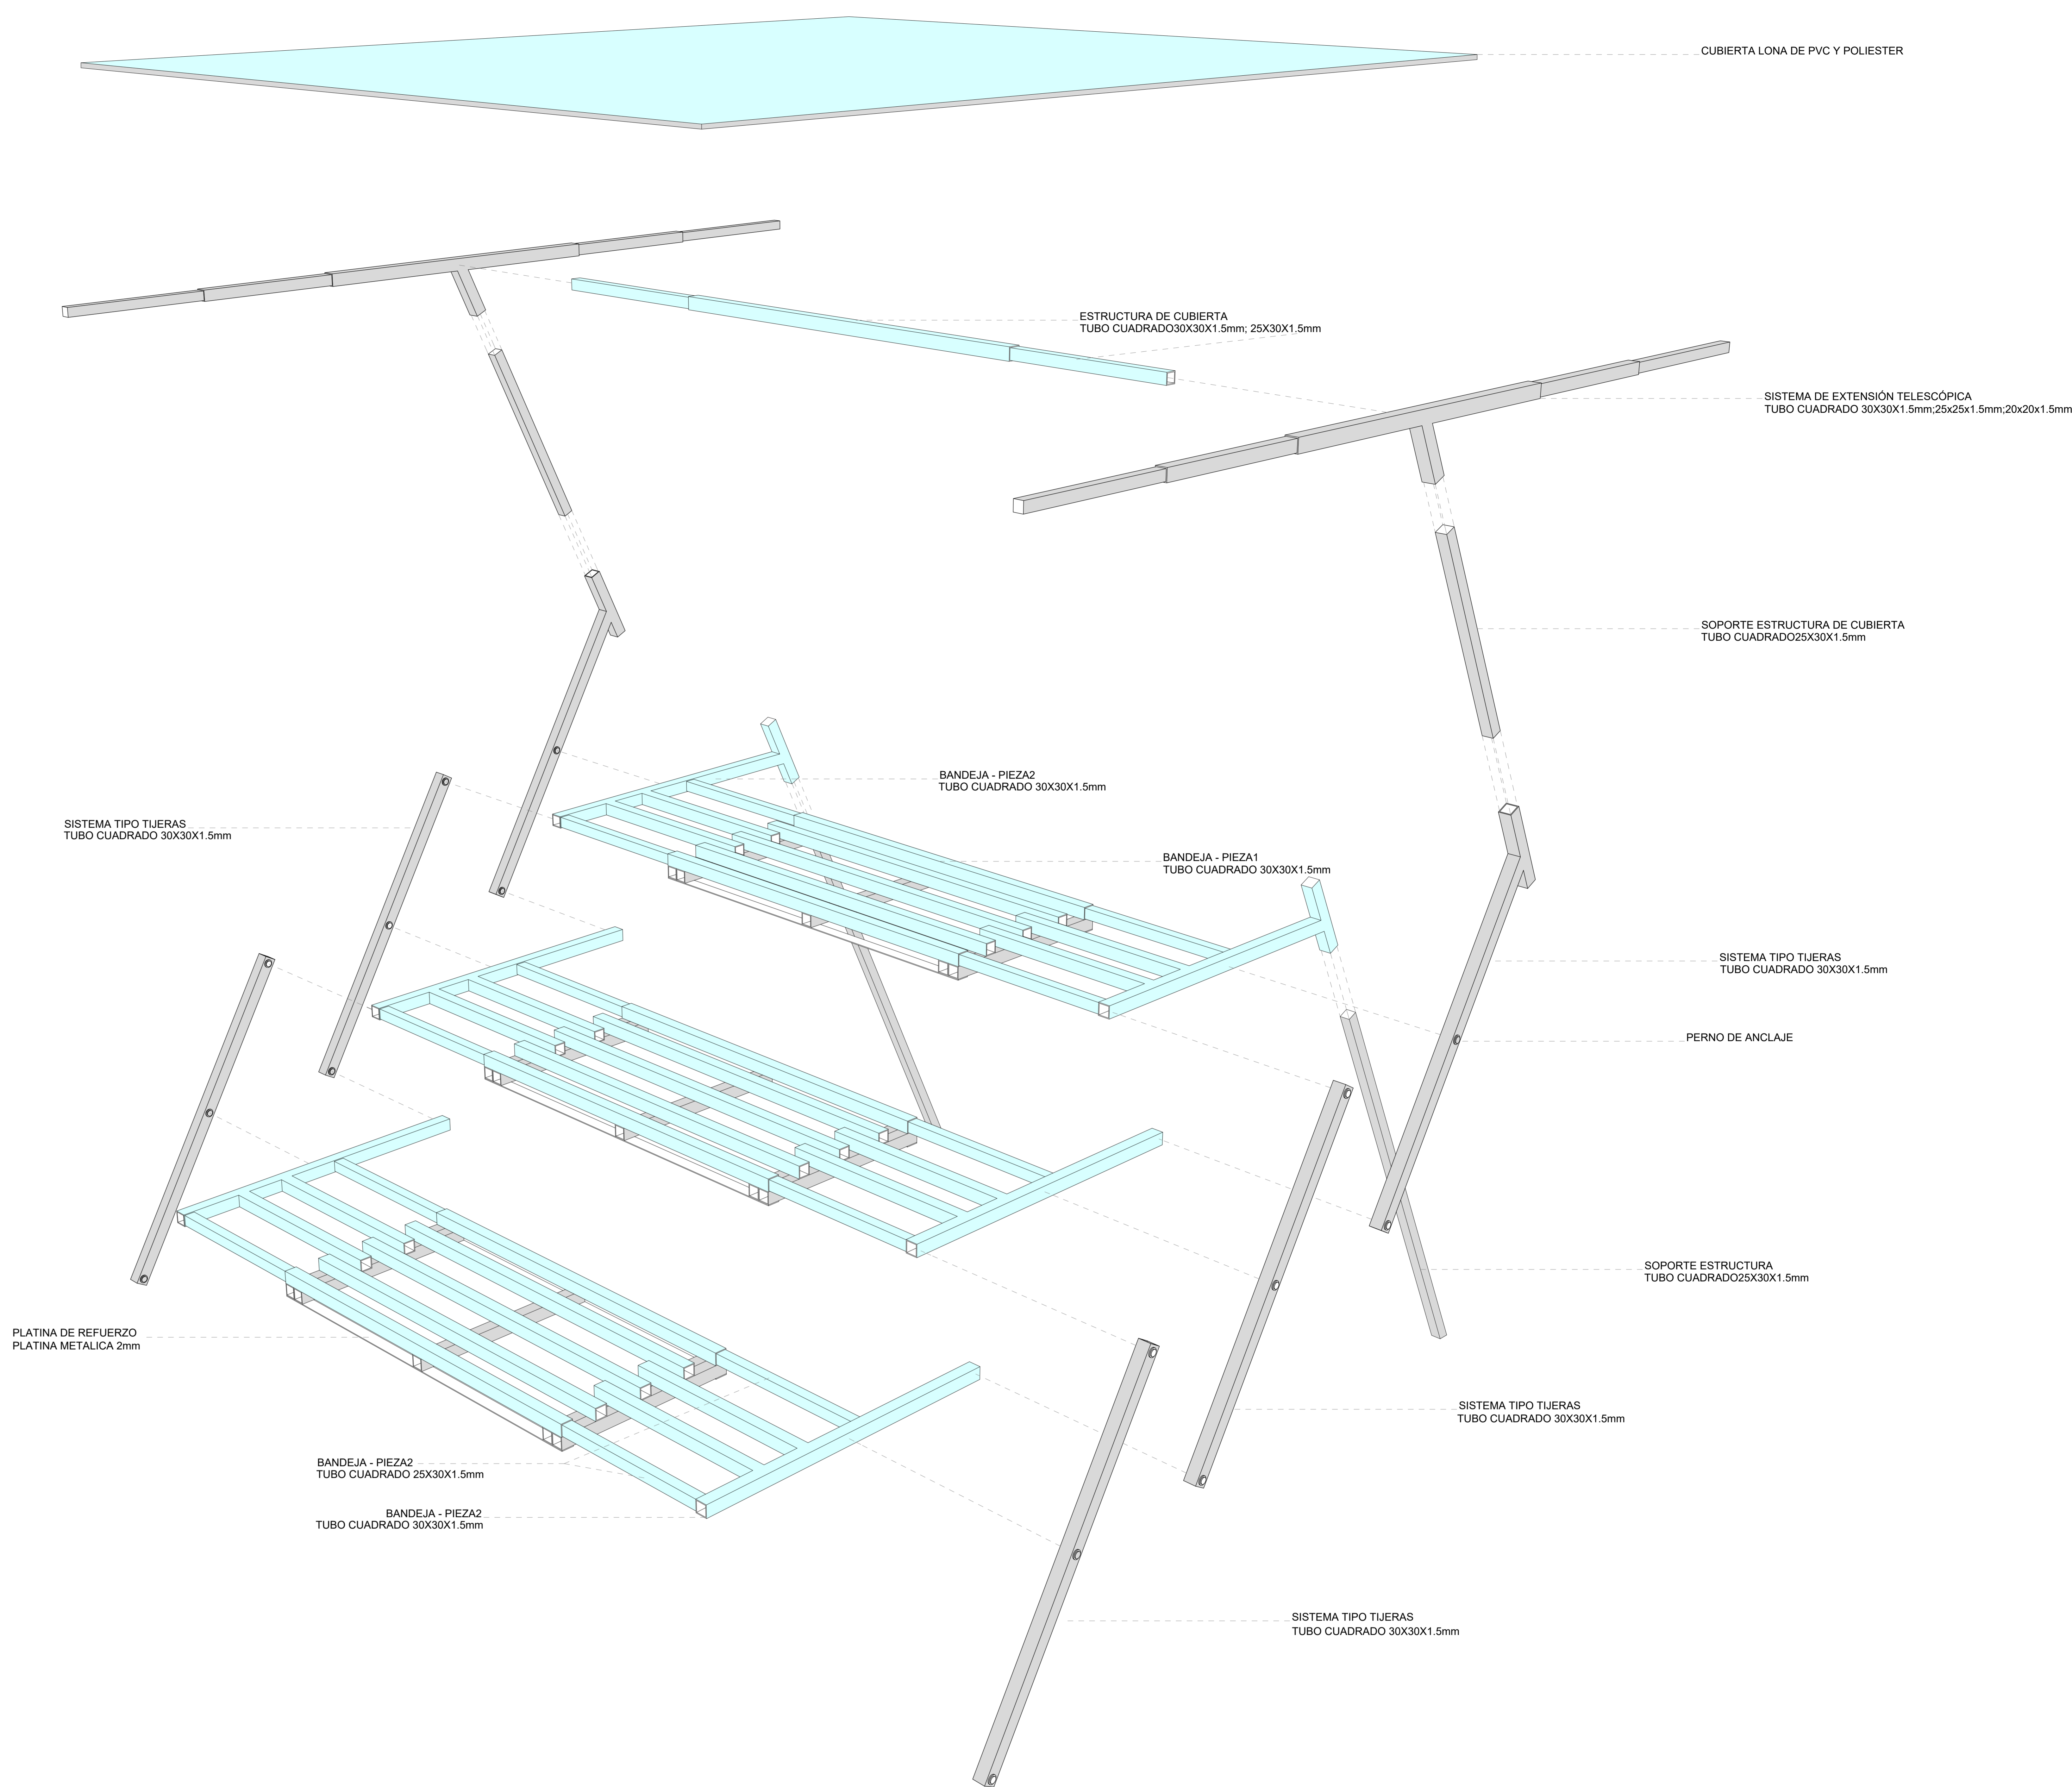 CUBIERTA LONA DE PVC Y POLIESTER
ESTRUCTURA DE CUBIERTA
TUBO CUADRADO30X30X1.5mm; 25X30X1.5mm
SISTEMA DE EXTENSIÓN TELESCÓPICA
TUBO CUADRADO 30X30X1.5mm;25x25x1.5mm;20x20x1.5mm
SOPORTE ESTRUCTURA DE CUBIERTA
TUBO CUADRADO25X30X1.5mm
BANDEJA - PIEZA2
TUBO CUADRADO 30X30X1.5mm
SISTEMA TIPO TIJERAS
TUBO CUADRADO 30X30X1.5mm
BANDEJA - PIEZA1
TUBO CUADRADO 30X30X1.5mm
SISTEMA TIPO TIJERAS
TUBO CUADRADO 30X30X1.5mm
PERNO DE ANCLAJE
SOPORTE ESTRUCTURA
TUBO CUADRADO25X30X1.5mm
PLATINA DE REFUERZO
PLATINA METALICA 2mm
SISTEMA TIPO TIJERAS
TUBO CUADRADO 30X30X1.5mm
BANDEJA - PIEZA2
TUBO CUADRADO 25X30X1.5mm
BANDEJA - PIEZA2
TUBO CUADRADO 30X30X1.5mm
SISTEMA TIPO TIJERAS
TUBO CUADRADO 30X30X1.5mm